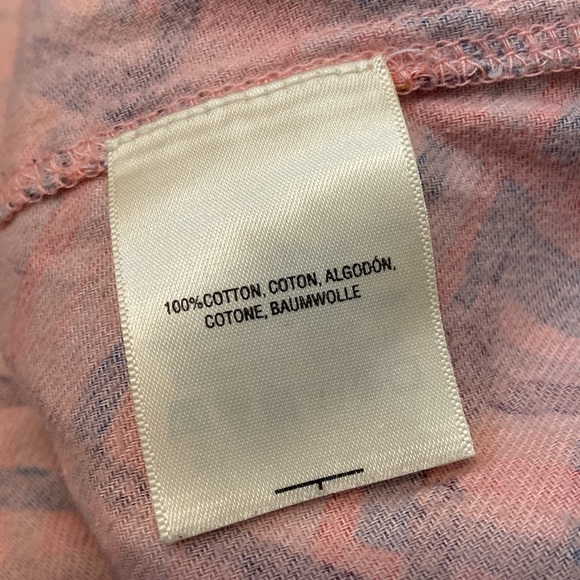 100%COTTON, COTON, ALGODÓN,
COTONE, BAUMWOLLE